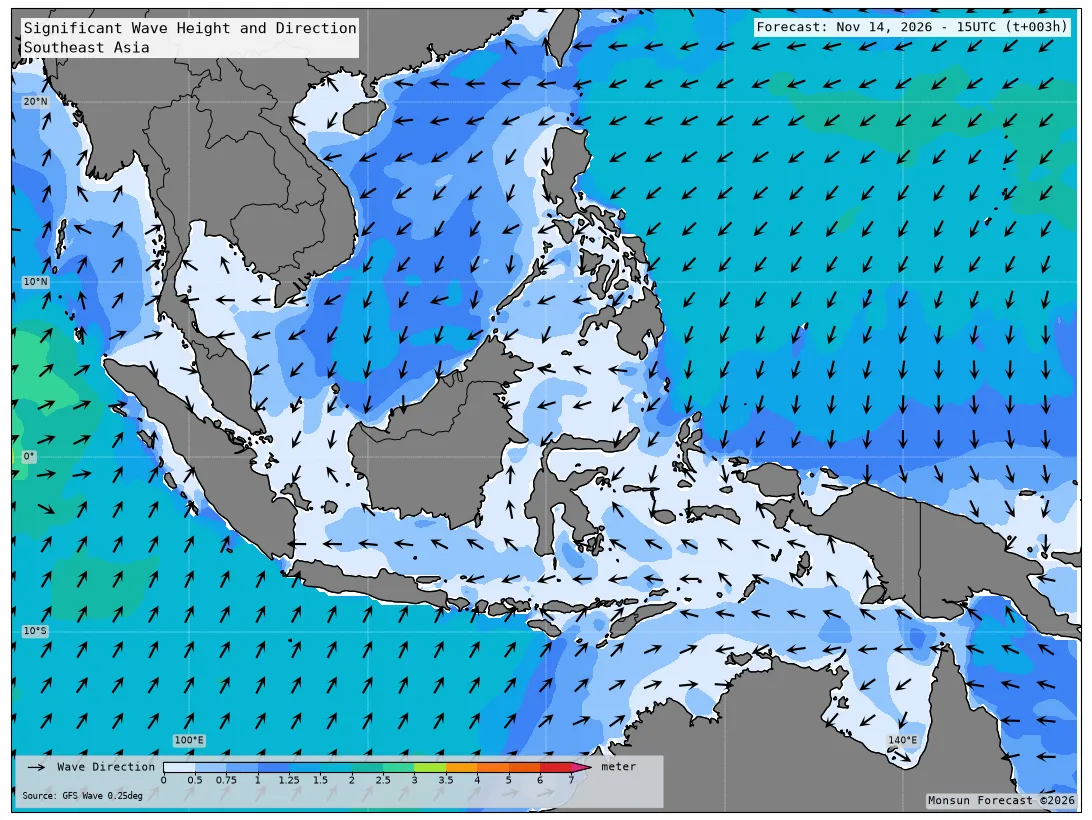 Significant Wave Height and Direction
Southeast Asia
Forecast: Nov 14, 2026 - 15UTC (t+003h)
20°N
10°N
0°
10°S
100°E
140°E
Wave Direction
meter
0 0.5 0.75 1 1.25 1.5 2 2.5 3 3.5 4 5 6 7
Source: GFS Wave 0.25deg
Monsun Forecast ©2026